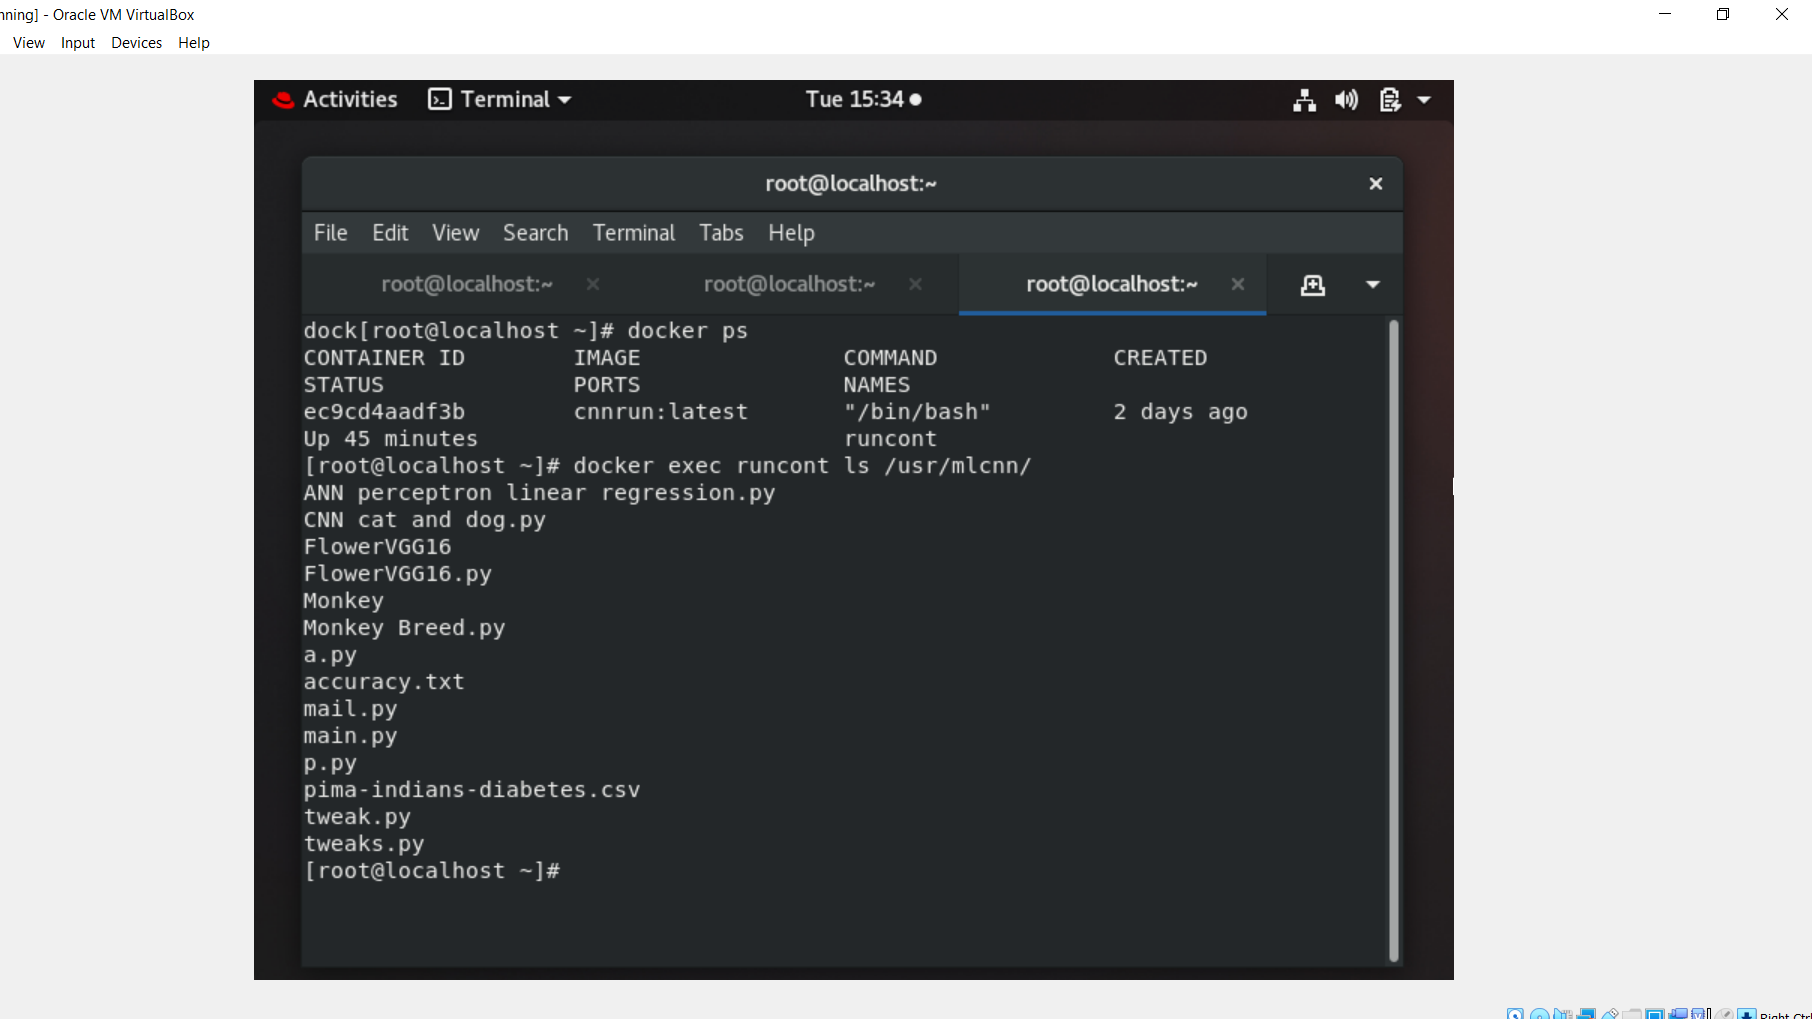 nning] - Oracle VM VirtualBox
View Input Devices Help
Activities Terminal Tue 15:34
root@localhost:~
File Edit View Search Terminal Tabs Help
root@localhost:~ root@localhost:~ root@localhost:~
dock[root@localhost ~]# docker ps
CONTAINER ID IMAGE COMMAND CREATED
STATUS PORTS NAMES
ec9cd4aadf3b cnnrun:latest "/bin/bash" 2 days ago
Up 45 minutes runcont
[root@localhost ~]# docker exec runcont ls /usr/mlcnn/
ANN perceptron linear regression.py
CNN cat and dog.py
FlowerVGG16
FlowerVGG16.py
Monkey
Monkey Breed.py
a.py
accuracy.txt
mail.py
main.py
p.py
pima-indians-diabetes.csv
tweak.py
tweaks.py
[root@localhost ~]#
Right Ctrl